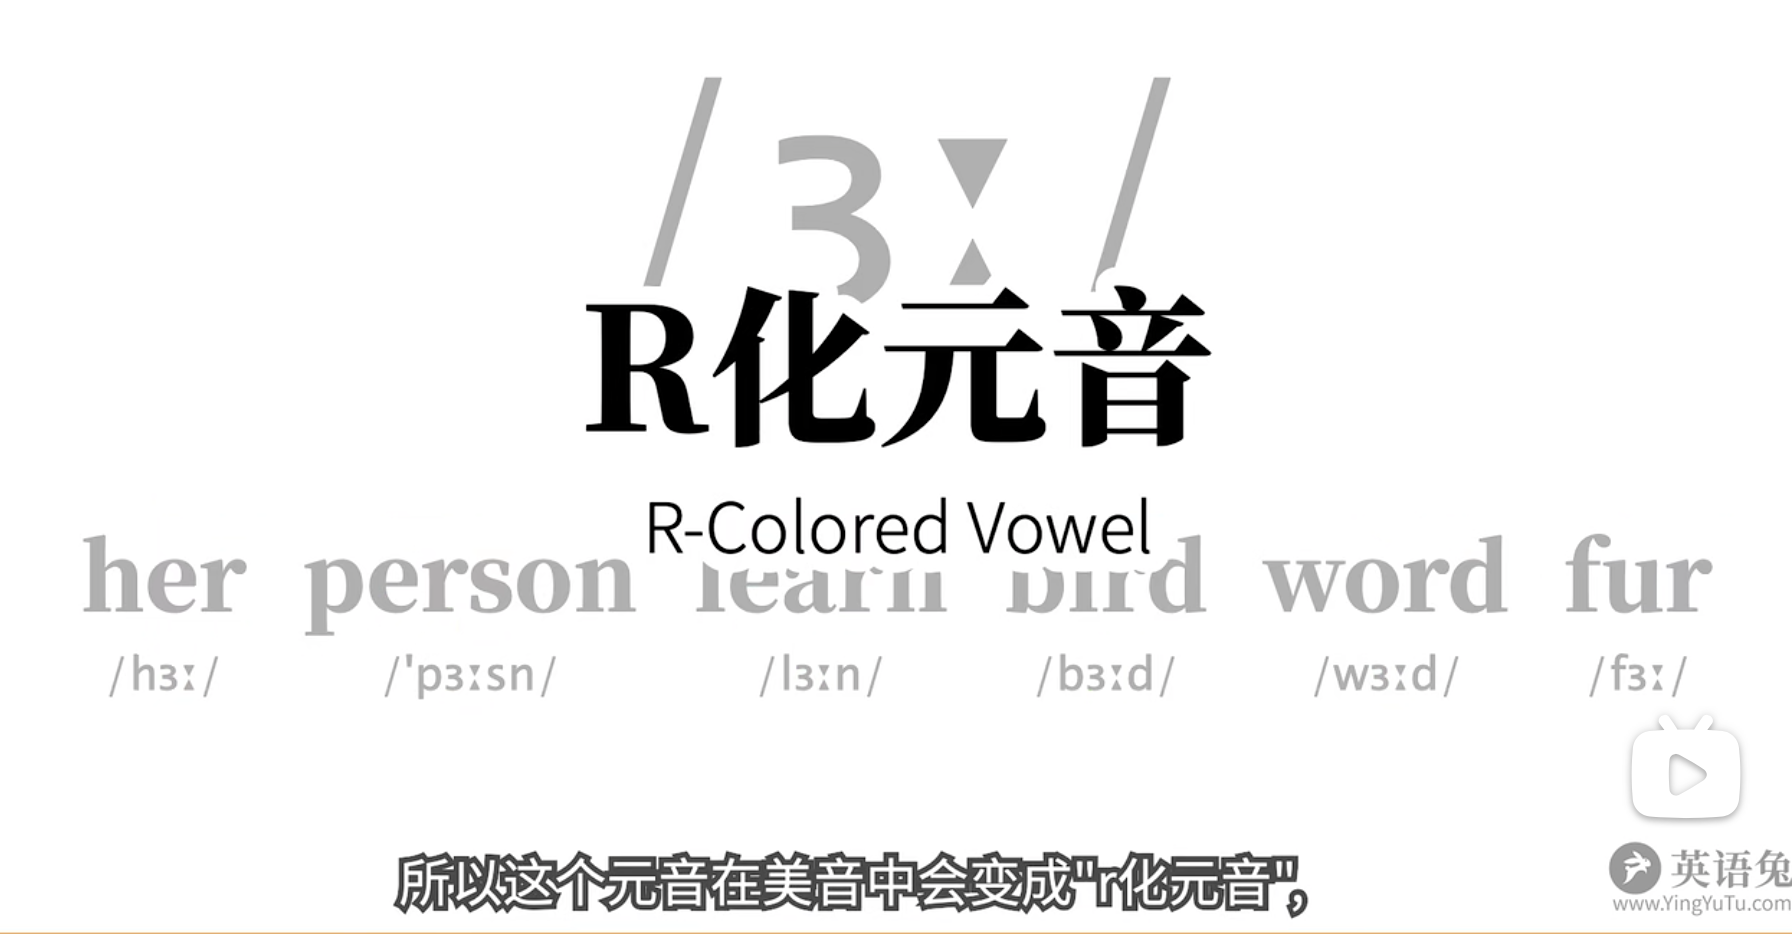 /ɜː/
R化元音
R-Colored Vowel
her person learn bird word fur
/hɜː/ /ˈpɜːsn/ /lɜːn/ /bɜːd/ /wɜːd/ /fɜː/
所以这个元音在美音中会变成"r化元音",
英语兔
www.YingYuTu.com